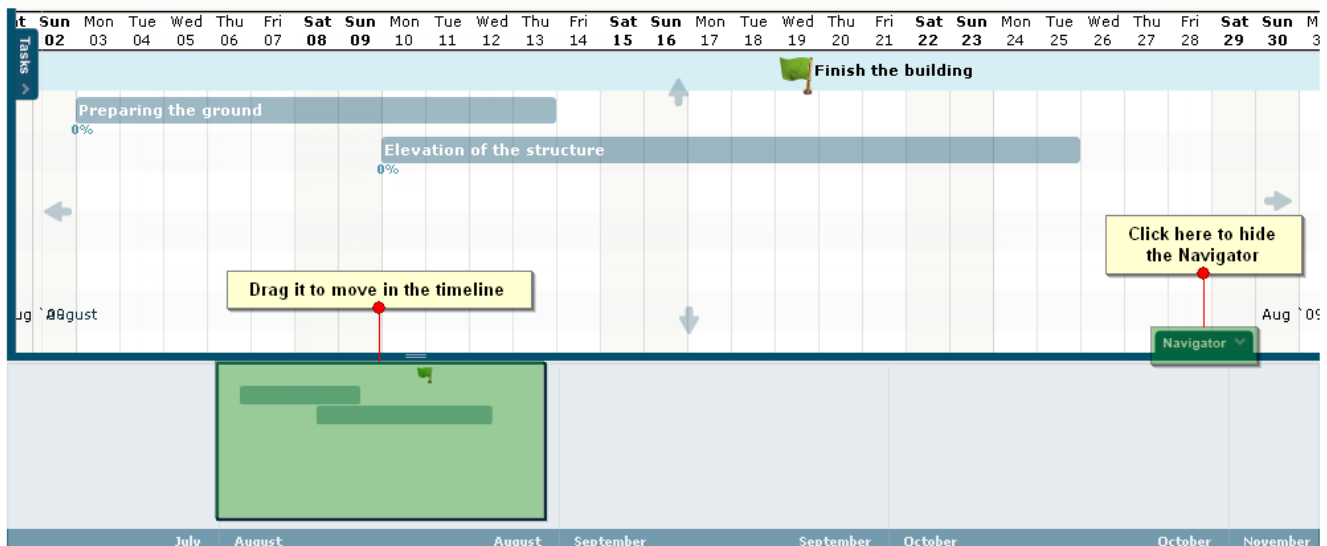 at Sun Mon Tue Wed Thu Fri Sat Sun Mon Tue Wed Thu Fri Sat Sun Mon Tue Wed Thu Fri Sat Sun Mon Tue Wed Thu Fri Sat Sun M
02 03 04 05 06 07 08 09 10 11 12 13 14 15 16 17 18 19 20 21 22 23 24 25 26 27 28 29 30 3
Tasks
Finish the building
Preparing the ground
0%
Elevation of the structure
0%
Click here to hide
the Navigator
Drag it to move in the timeline
August
Aug `09
Navigator
July August August September September October October November